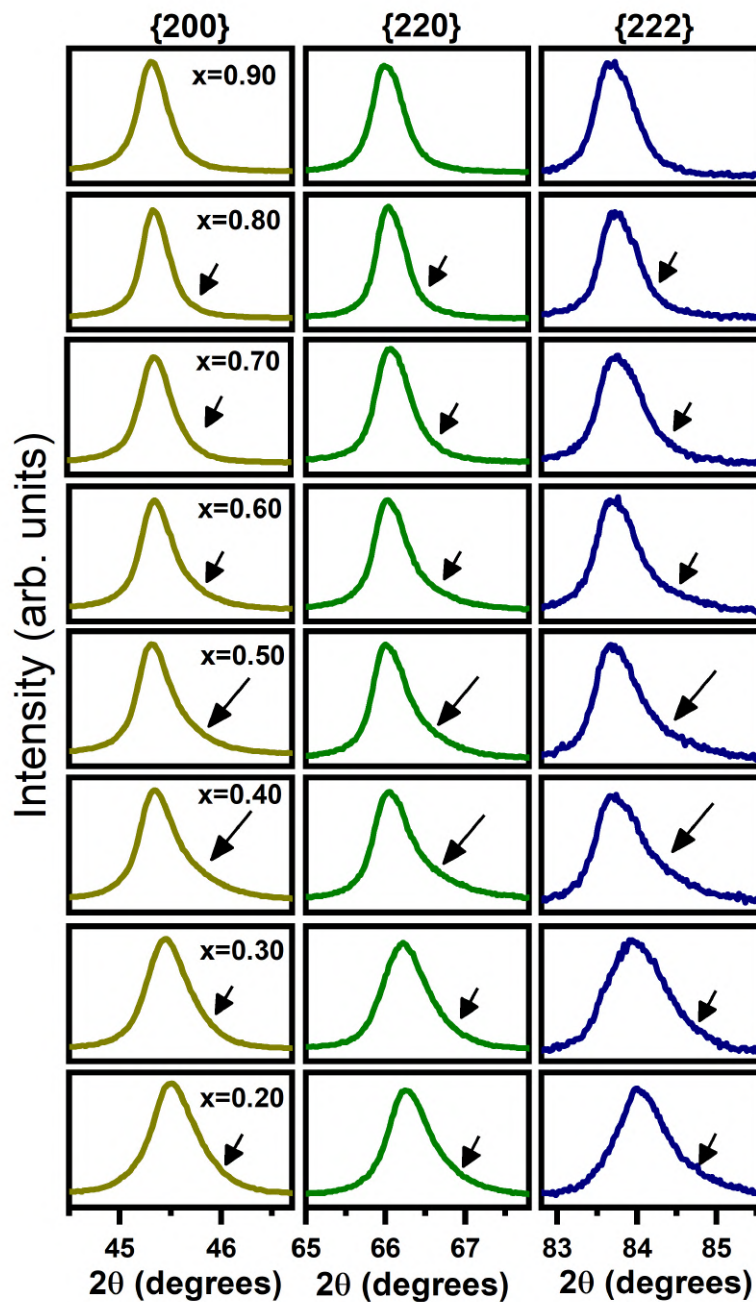 {200} {220} {222}
x=0.90
x=0.80
x=0.70
x=0.60
x=0.50
x=0.40
x=0.30
x=0.20
Intensity (arb. units)
45 46 65 66 67 83 84 85
2θ (degrees) 2θ (degrees) 2θ (degrees)